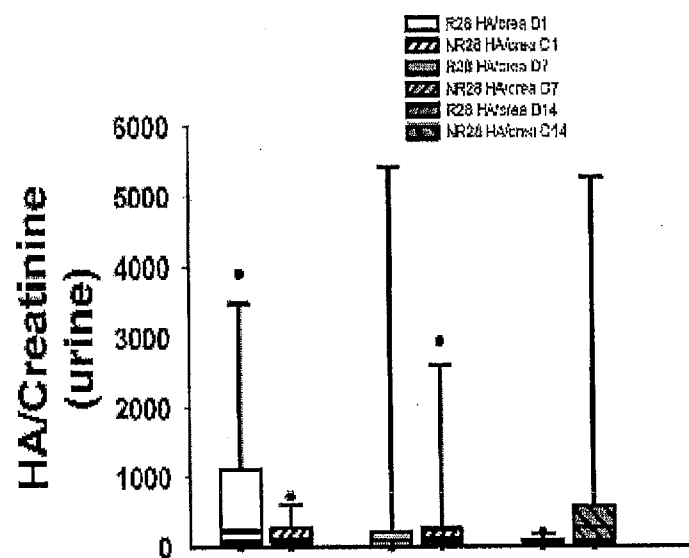 R28 HA/crea D1
NR28 HA/crea D1
R28 HA/crea D7
NR28 HA/crea D7
R28 HA/crea D14
NR28 HA/crea D14
6000
5000
4000
3000
2000
1000
0
HA/Creatinine
(urine)